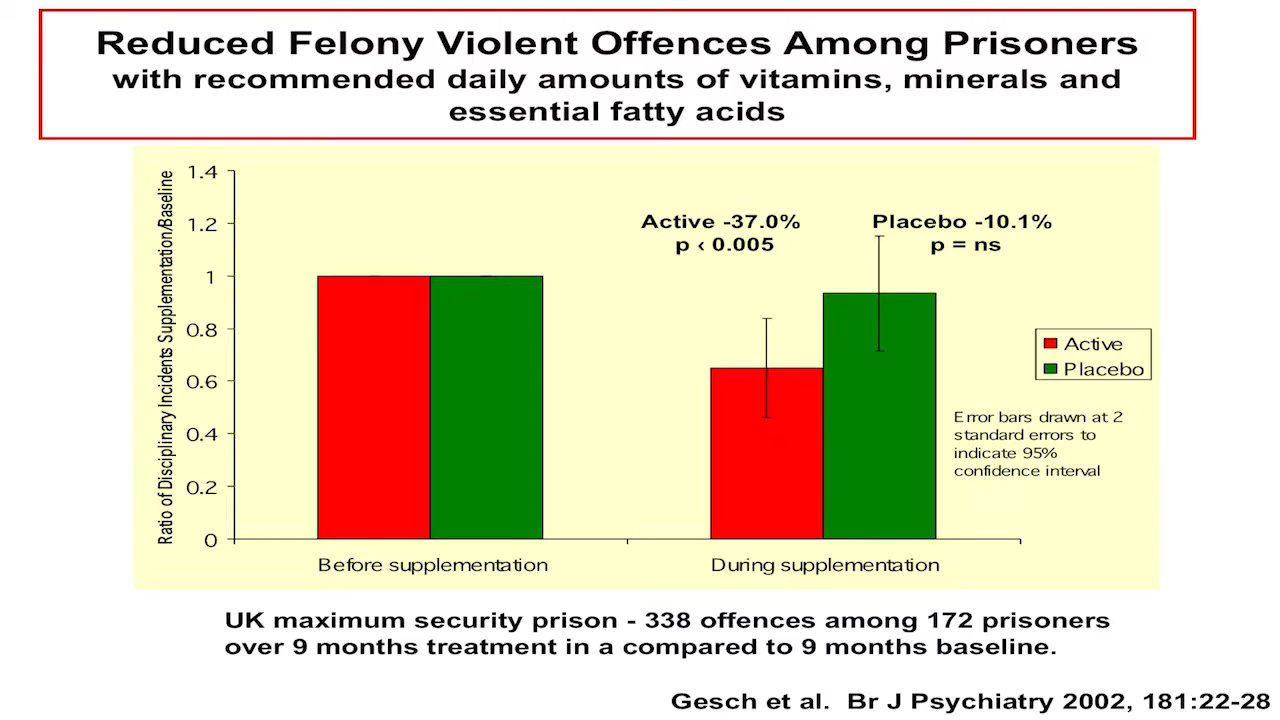 Reduced Felony Violent Offences Among Prisoners
with recommended daily amounts of vitamins, minerals and
essential fatty acids
Ratio of Disciplinary Incidents Supplementation/Baseline
1.4
1.2
1
0.8
0.6
0.4
0.2
0
Active -37.0%
p ‹ 0.005
Placebo -10.1%
p = ns
Active
Placebo
Error bars drawn at 2
standard errors to
indicate 95%
confidence interval
Before supplementation
During supplementation
UK maximum security prison - 338 offences among 172 prisoners
over 9 months treatment in a compared to 9 months baseline.
Gesch et al.  Br J Psychiatry 2002, 181:22-28